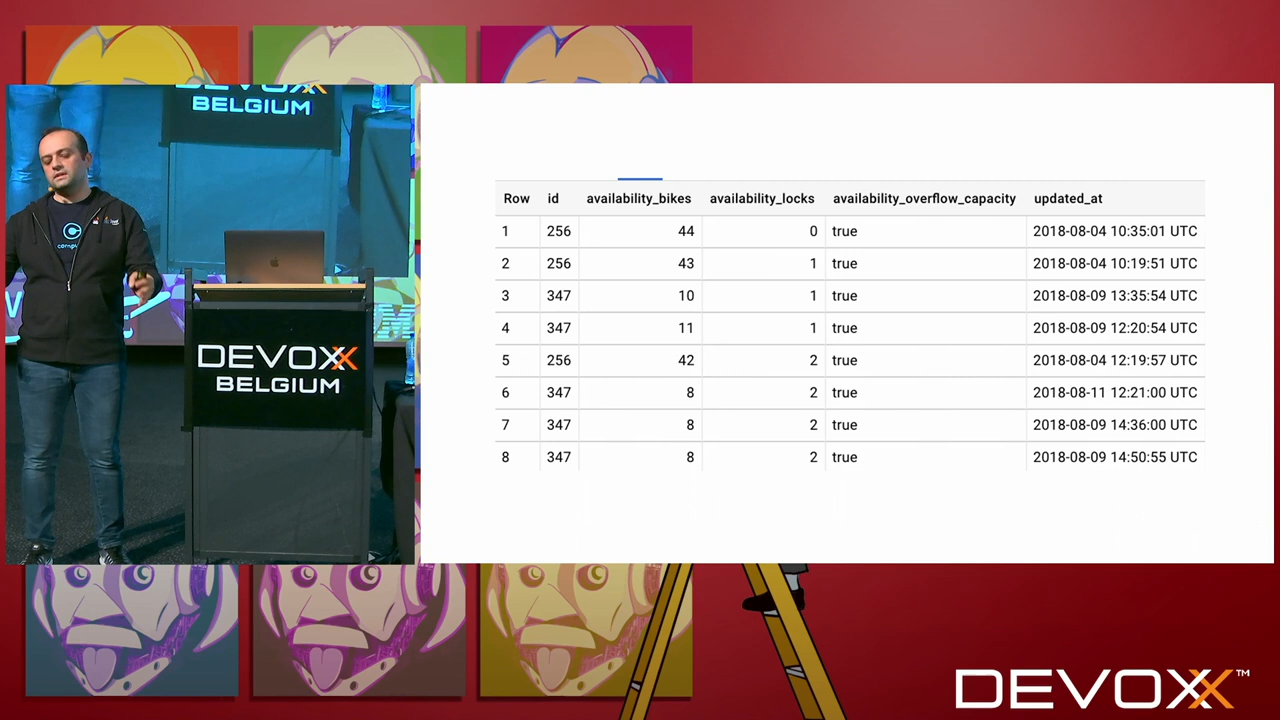 DEVOXX
BELGIUM
DEVOXX
BELGIUM
Row id availability_bikes availability_locks availability_overflow_capacity updated_at
1 256 44 0 true 2018-08-04 10:35:01 UTC
2 256 43 1 true 2018-08-04 10:19:51 UTC
3 347 10 1 true 2018-08-09 13:35:54 UTC
4 347 11 1 true 2018-08-09 12:20:54 UTC
5 256 42 2 true 2018-08-04 12:19:57 UTC
6 347 8 2 true 2018-08-11 12:21:00 UTC
7 347 8 2 true 2018-08-09 14:36:00 UTC
8 347 8 2 true 2018-08-09 14:50:55 UTC
DEVOXX™